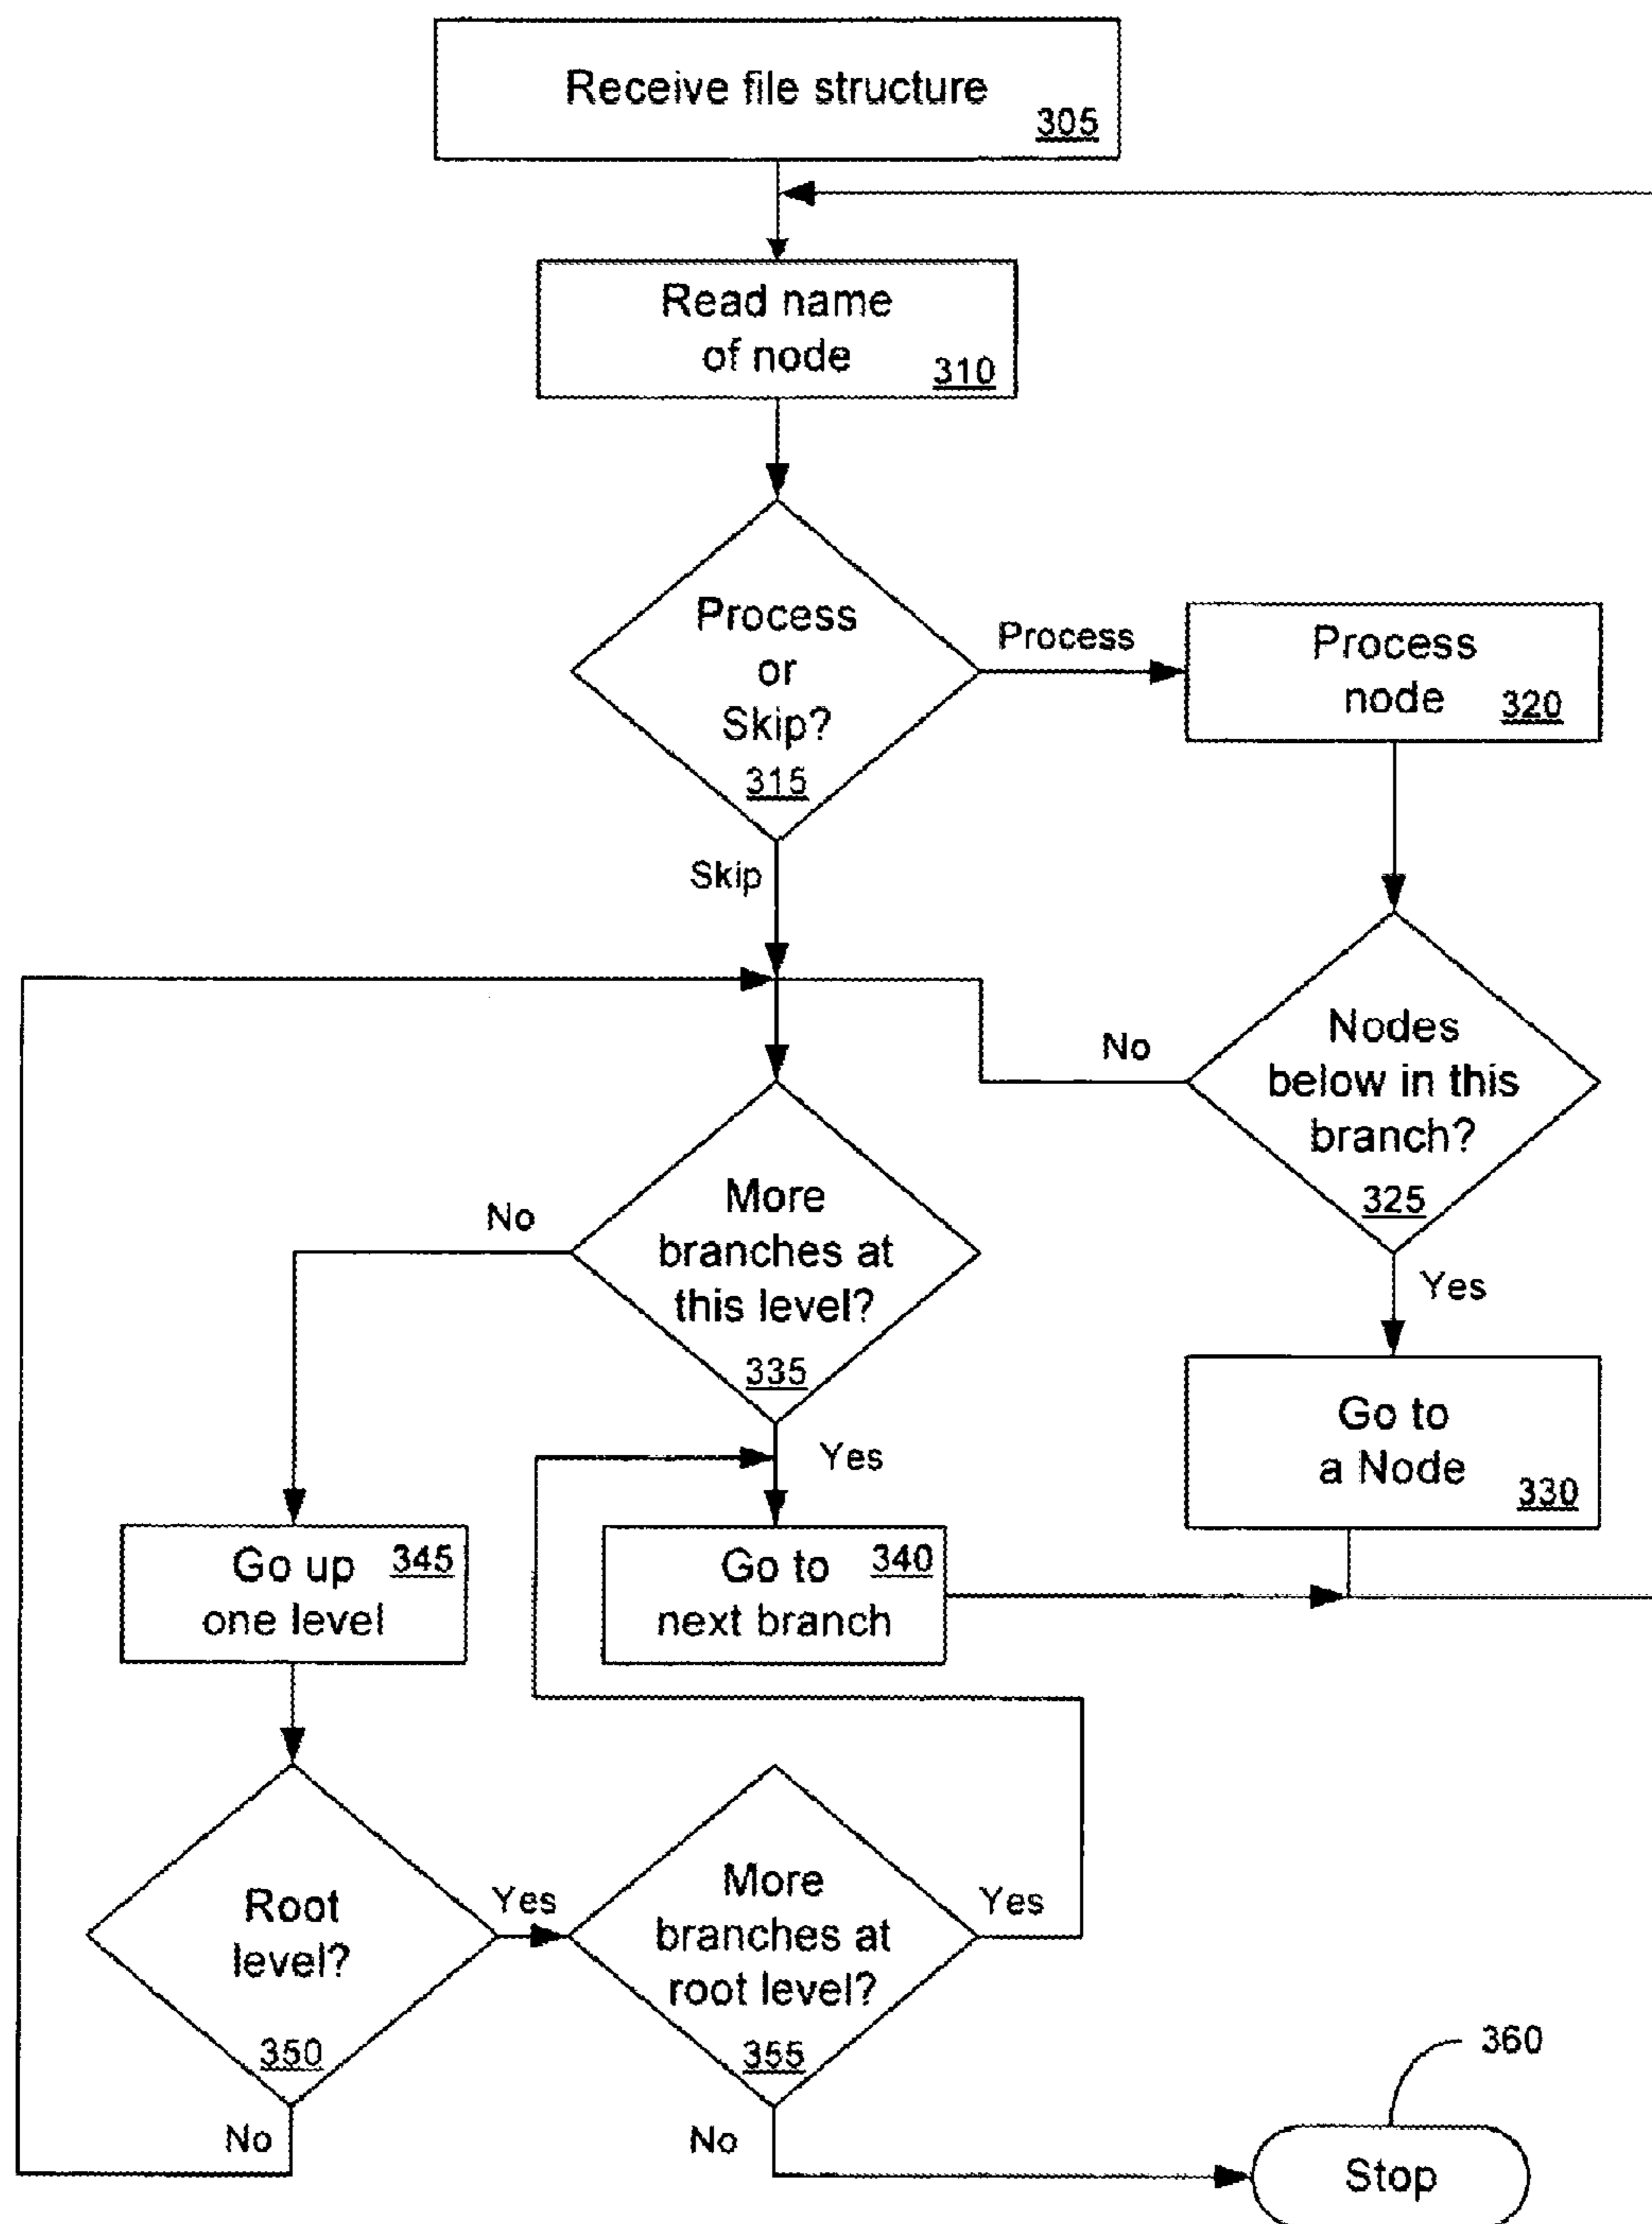 Receive file structure
305
Read name
of node
310
Process
or
Skip?
315
Process
Process
node
320
Skip
Nodes
below in this
branch?
325
No
Yes
More
branches at
this level?
335
No
Yes
Go to
a Node
330
Go up
one level
345
Go to
next branch
340
Root
level?
350
Yes
No
More
branches at
root level?
355
Yes
No
360
Stop